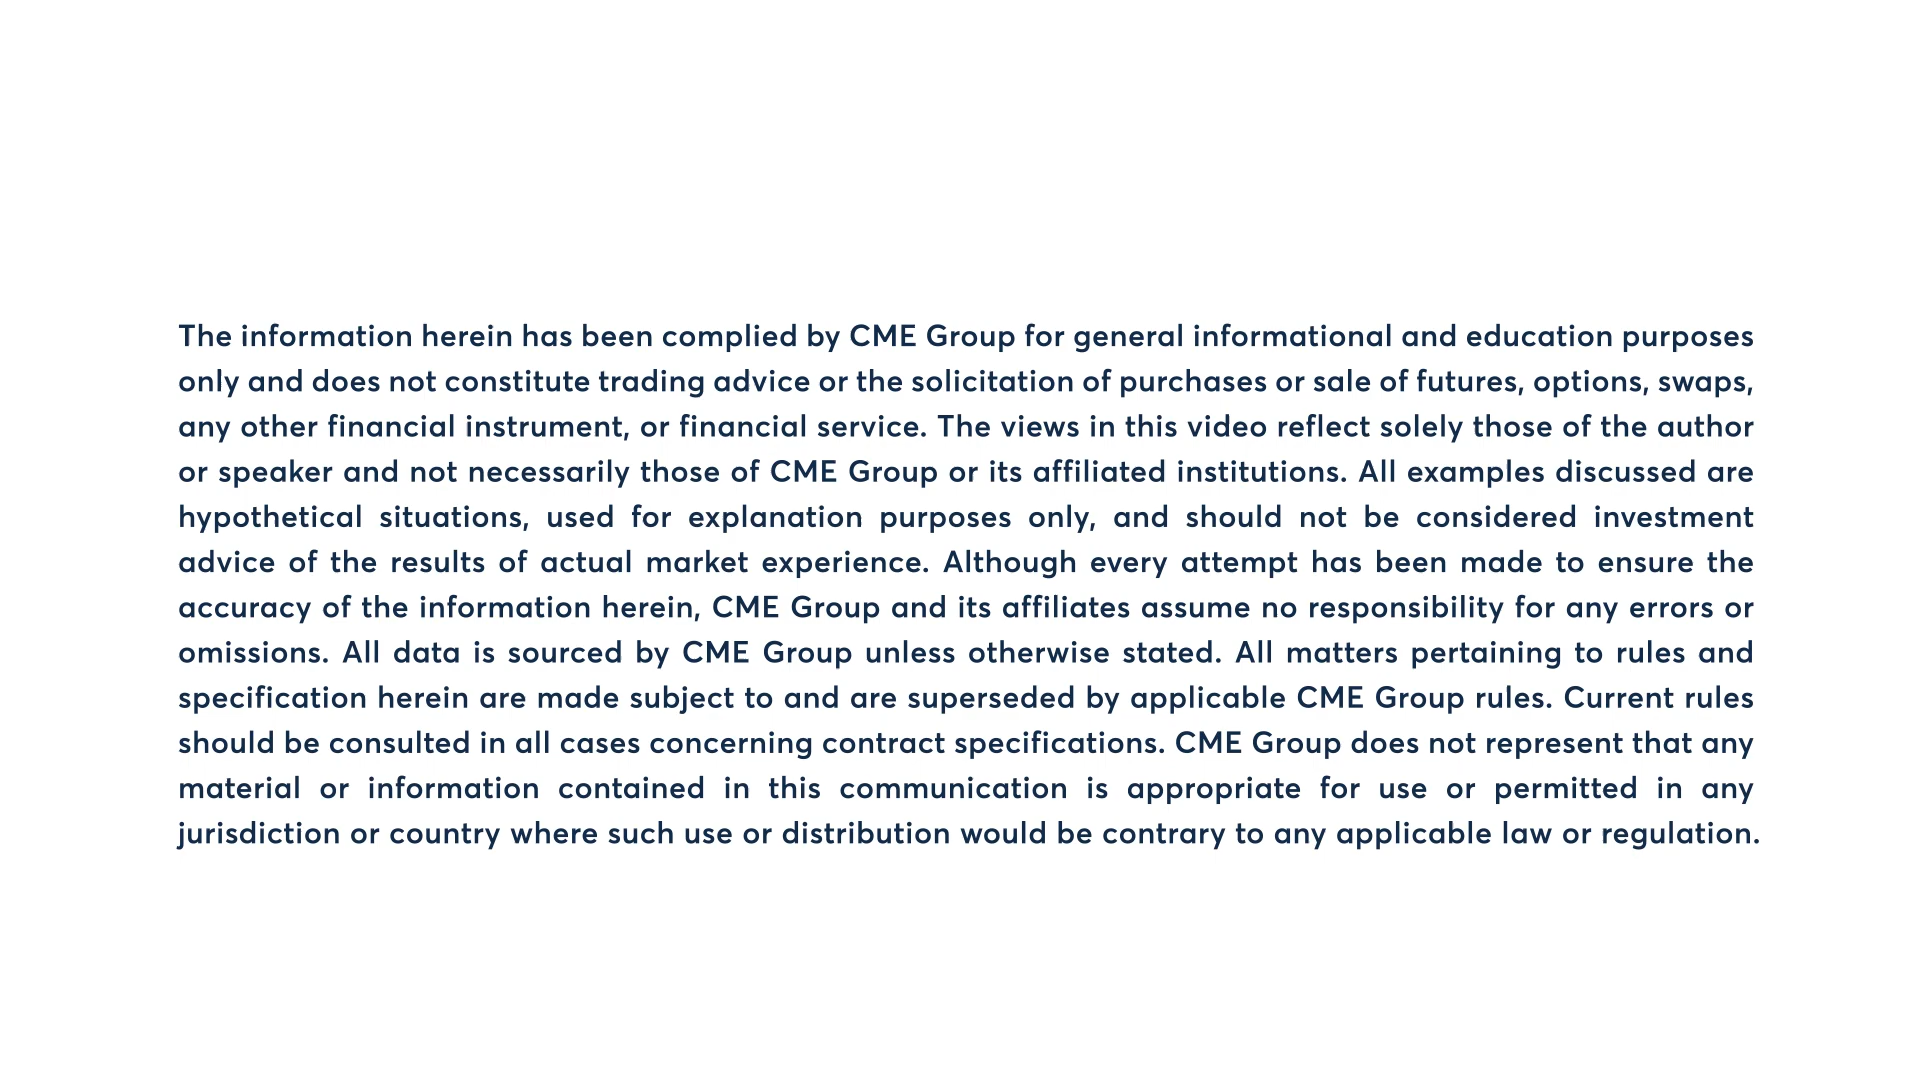 The information herein has been complied by CME Group for general informational and education purposes
only and does not constitute trading advice or the solicitation of purchases or sale of futures, options, swaps,
any other financial instrument, or financial service. The views in this video reflect solely those of the author
or speaker and not necessarily those of CME Group or its affiliated institutions. All examples discussed are
hypothetical situations, used for explanation purposes only, and should not be considered investment
advice of the results of actual market experience. Although every attempt has been made to ensure the
accuracy of the information herein, CME Group and its affiliates assume no responsibility for any errors or
omissions. All data is sourced by CME Group unless otherwise stated. All matters pertaining to rules and
specification herein are made subject to and are superseded by applicable CME Group rules. Current rules
should be consulted in all cases concerning contract specifications. CME Group does not represent that any
material or information contained in this communication is appropriate for use or permitted in any
jurisdiction or country where such use or distribution would be contrary to any applicable law or regulation.